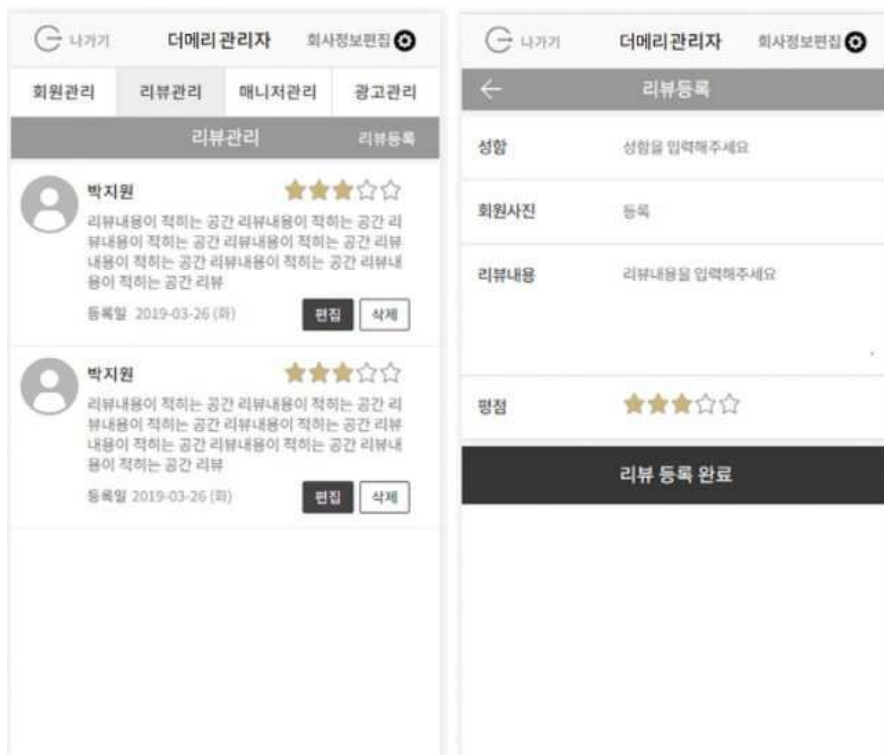 나가기 더메리 관리자 회사정보편집
회원관리 리뷰관리 매니저관리 광고관리
리뷰관리 리뷰등록
박지원
리뷰내용이 적히는 공간 리뷰내용이 적히는 공간 리
뷰내용이 적히는 공간 리뷰내용이 적히는 공간 리뷰
내용이 적히는 공간 리뷰내용이 적히는 공간 리뷰내
용이 적히는 공간 리뷰
등록일 2019-03-26 (화)
편집 삭제
박지원
리뷰내용이 적히는 공간 리뷰내용이 적히는 공간 리
뷰내용이 적히는 공간 리뷰내용이 적히는 공간 리뷰
내용이 적히는 공간 리뷰내용이 적히는 공간 리뷰내
용이 적히는 공간 리뷰
등록일 2019-03-26 (화)
편집 삭제
나가기 더메리 관리자 회사정보편집
리뷰등록
성함 성함을 입력해주세요
회원사진 등록
리뷰내용 리뷰내용을 입력해주세요
평점
리뷰 등록 완료